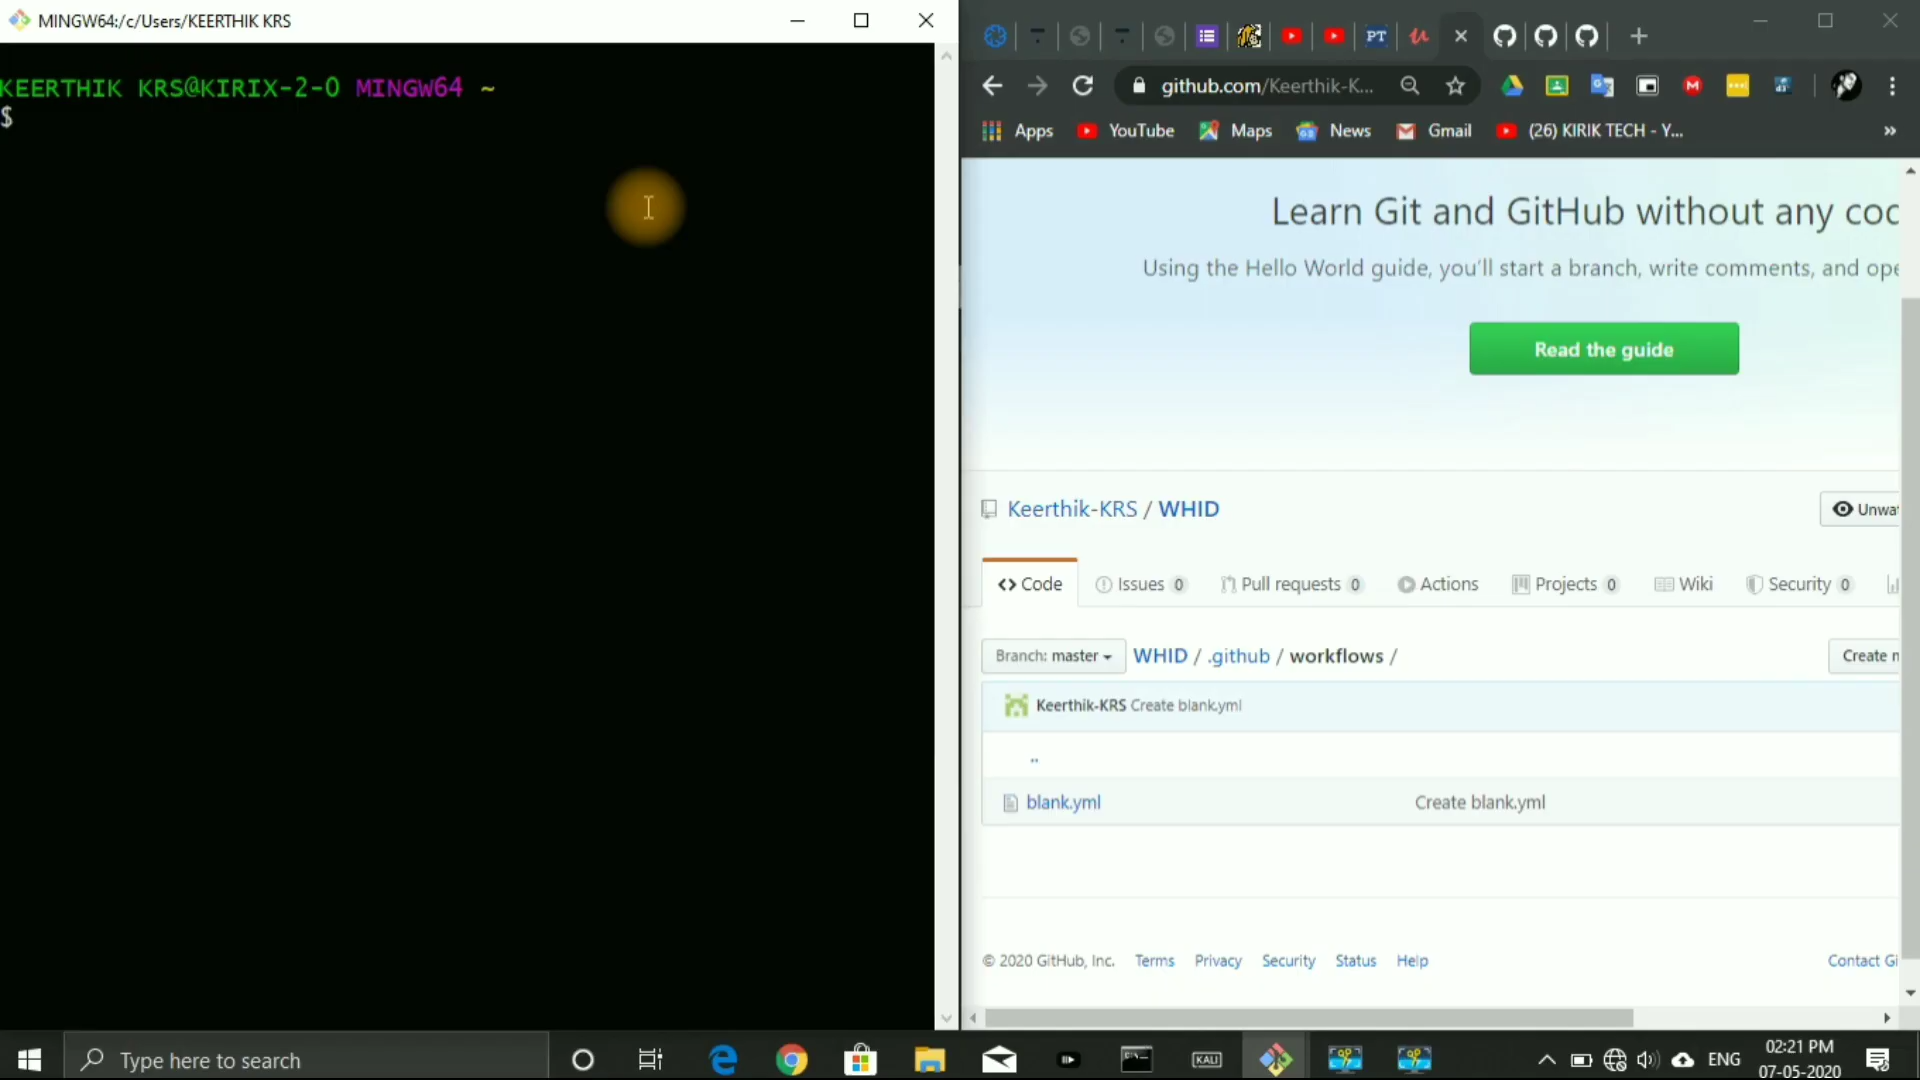 MINGW64:/c/Users/KEERTHIK KRS
KEERTHIK KRS@KIRIX-2-0 MINGW64 ~
$
PT
github.com/Keerthik-K...
Apps
YouTube
Maps
News
Gmail
(26) KIRIK TECH - Y...
»
Learn Git and GitHub without any coc
Using the Hello World guide, you'll start a branch, write comments, and ope
Read the guide
Keerthik-KRS / WHID
Unwa
Code
Issues 0
Pull requests 0
Actions
Projects 0
Wiki
Security 0
Branch: master
WHID / .github / workflows /
Create n
Keerthik-KRS Create blank.yml
..
blank.yml
Create blank.yml
© 2020 GitHub, Inc.
Terms
Privacy
Security
Status
Help
Contact Gi
Type here to search
KALI
ENG
02:21 PM
07-05-2020